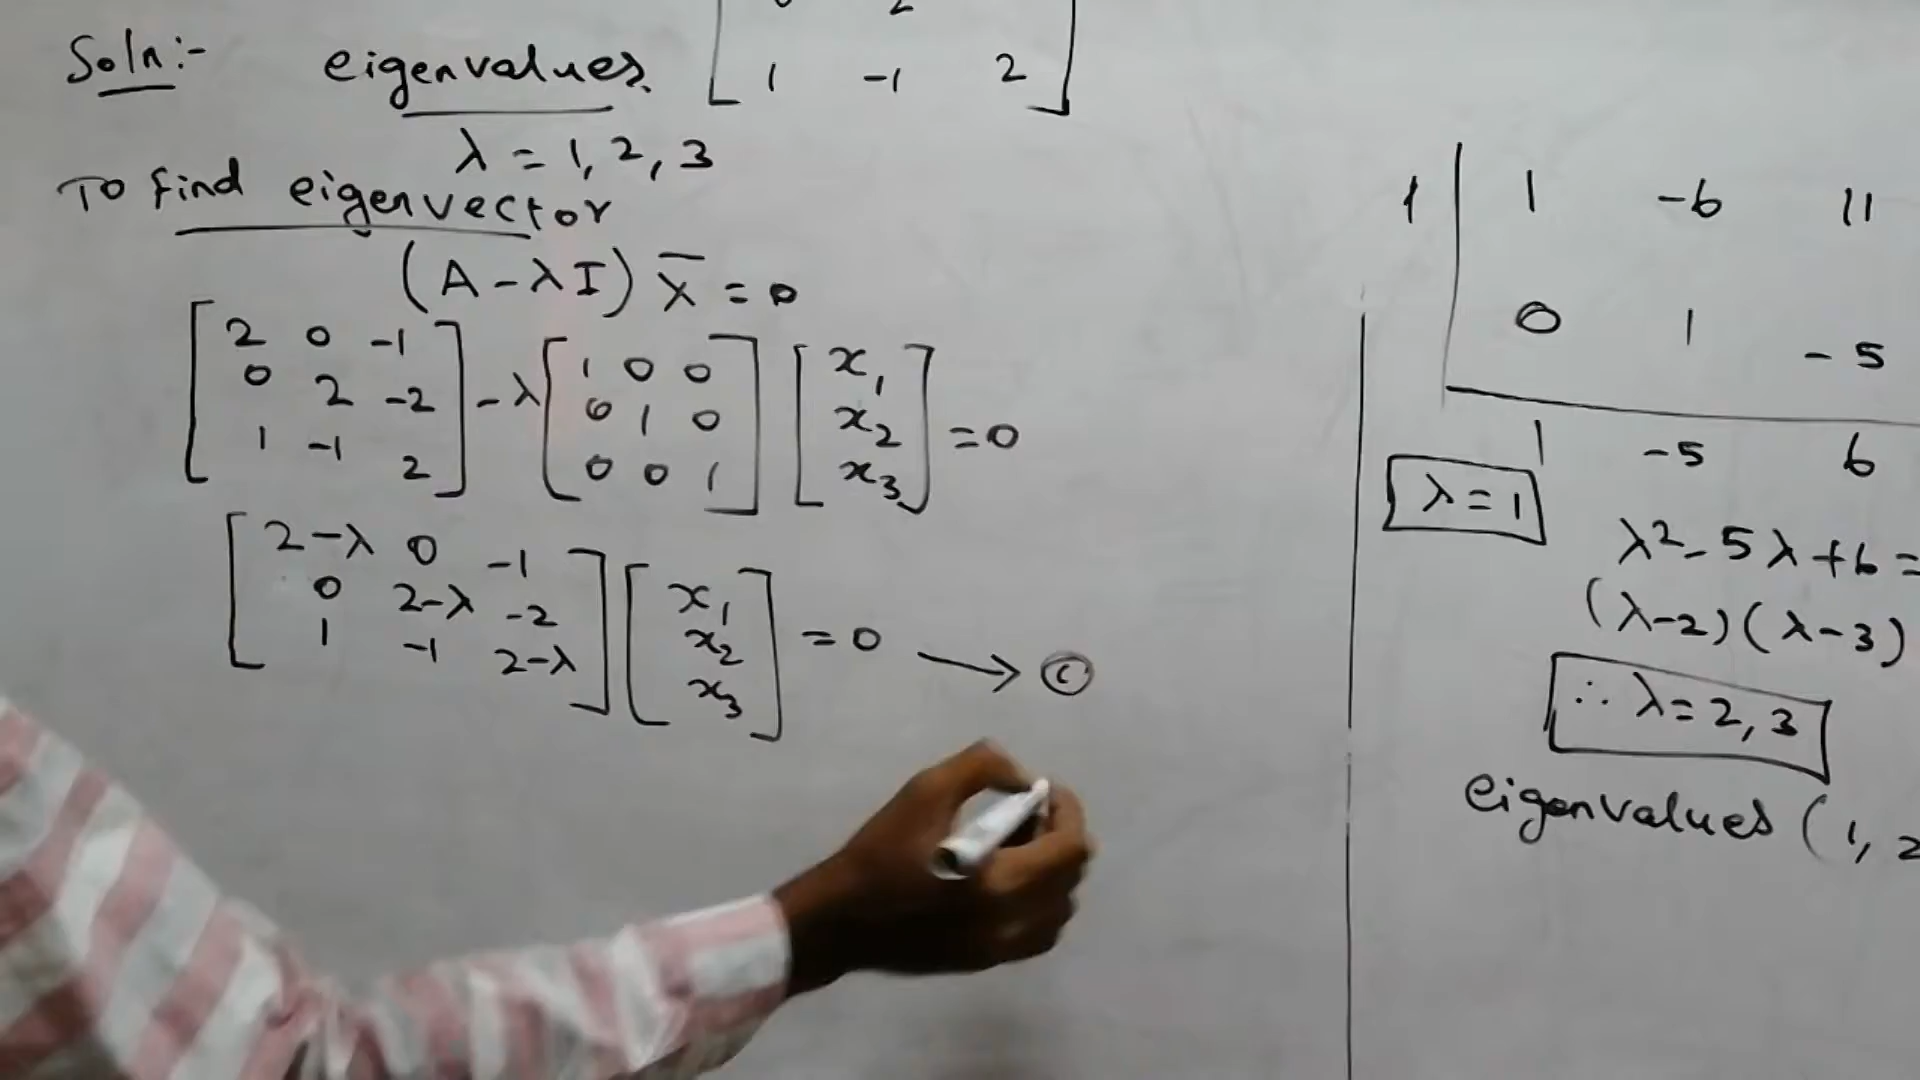 Soln:- eigenvalues. [ 1 -1 2 ]
λ = 1, 2, 3
To find eigenvector
(A - λI) X̅ = 0
[ 2 0 -1 ; 0 2 -2 ; 1 -1 2 ] - λ [ 1 0 0 ; 0 1 0 ; 0 0 1 ] [ x₁ ; x₂ ; x₃ ] = 0
[ 2-λ 0 -1 ; 0 2-λ -2 ; 1 -1 2-λ ] [ x₁ ; x₂ ; x₃ ] = 0 →
1 | 1 -6 11
0 1 -5
1 -5 6
λ = 1
λ² - 5λ + 6 =
(λ-2)(λ-3)
∴ λ = 2, 3
eigenvalues (1, 2